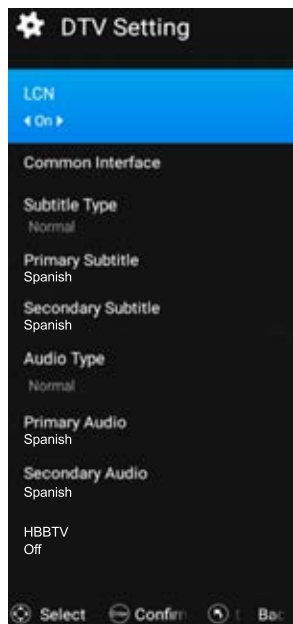 DTV Setting
LCN
On
Common Interface
Subtitle Type
Normal
Primary Subtitle
Spanish
Secondary Subtitle
Spanish
Audio Type
Normal
Primary Audio
Spanish
Secondary Audio
Spanish
HBBTV
Off
Select Confirm